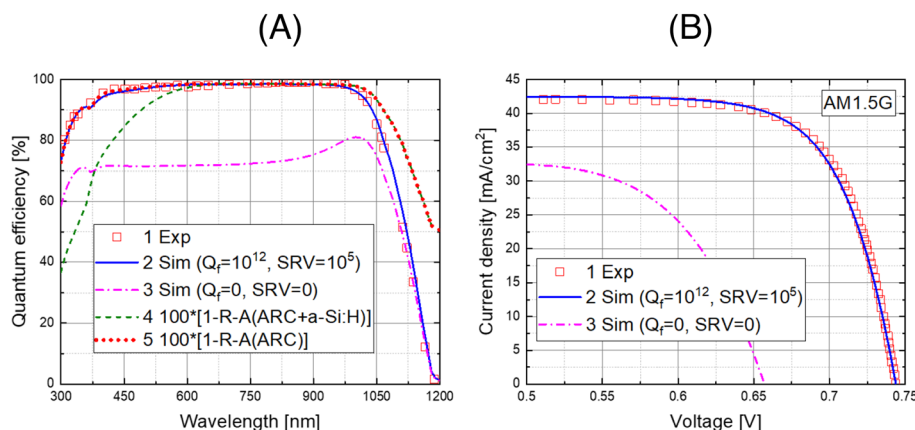 (A)
(B)
Quantum efficiency [%]
100
80
60
40
20
0
1 Exp
2 Sim (Qf=10¹², SRV=10⁵)
3 Sim (Qf=0, SRV=0)
4 100*[1-R-A(ARC+a-Si:H)]
5 100*[1-R-A(ARC)]
300 450 600 750 900 1050 1200
Wavelength [nm]
Current density [mA/cm²]
45
40
35
30
25
20
15
10
5
0
AM1.5G
1 Exp
2 Sim (Qf=10¹², SRV=10⁵)
3 Sim (Qf=0, SRV=0)
0.5 0.55 0.6 0.65 0.7 0.75
Voltage [V]